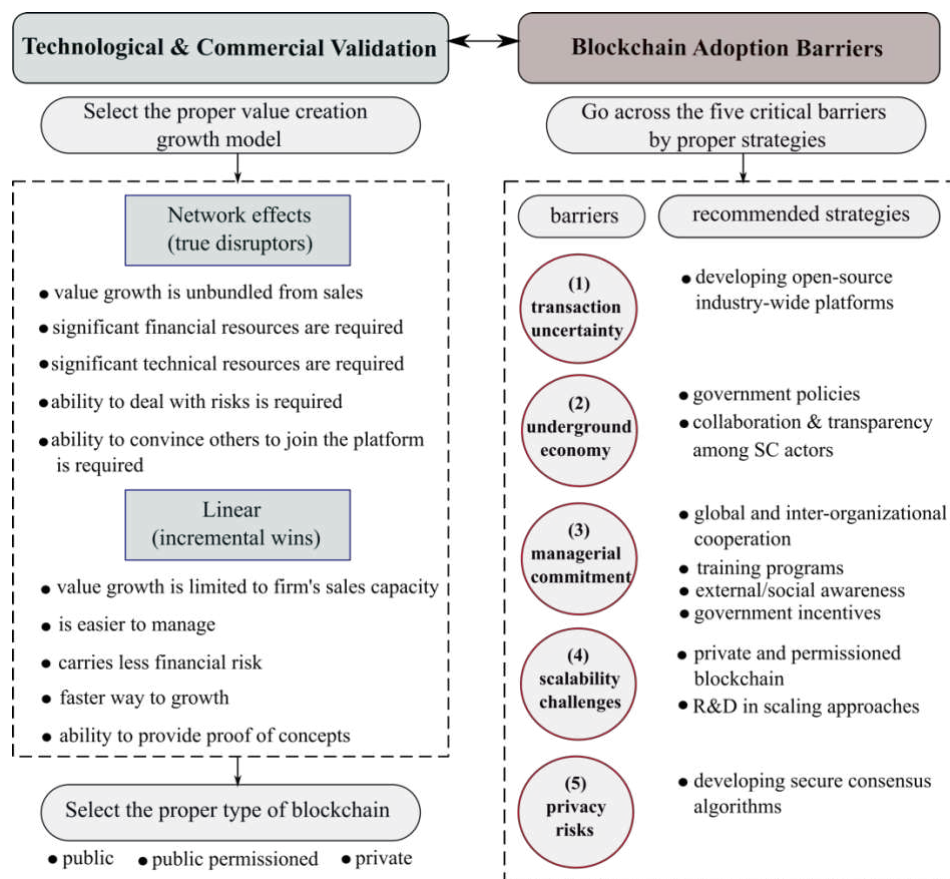 Technological & Commercial Validation
Select the proper value creation
growth model
Network effects
(true disruptors)
● value growth is unbundled from sales
● significant financial resources are required
● significant technical resources are required
● ability to deal with risks is required
● ability to convince others to join the platform
is required
Linear
(incremental wins)
● value growth is limited to firm's sales capacity
● is easier to manage
● carries less financial risk
● faster way to growth
● ability to provide proof of concepts
Select the proper type of blockchain
● public ● public permissioned ● private
Blockchain Adoption Barriers
Go across the five critical barriers
by proper strategies
barriers
recommended strategies
(1)
transaction
uncertainty
● developing open-source
industry-wide platforms
(2)
underground
economy
● government policies
● collaboration & transparency
among SC actors
(3)
managerial
commitment
● global and inter-organizational
cooperation
● training programs
● external/social awareness
● government incentives
(4)
scalability
challenges
● private and permissioned
blockchain
● R&D in scaling approaches
(5)
privacy
risks
● developing secure consensus
algorithms